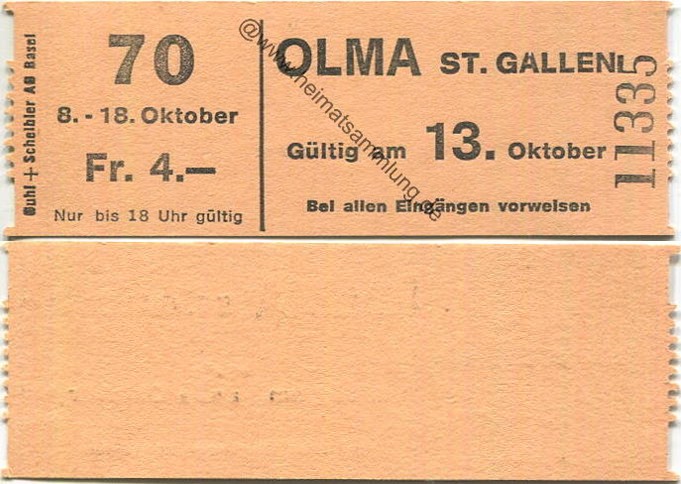 Buhl + Scheibler AG Basel
70
8. - 18. Oktober
Fr. 4.—
Nur bis 18 Uhr gültig
OLMA ST. GALLEN
Gültig am 13. Oktober
Bei allen Eingängen vorweisen
11335
@www.heimatsammlung.de